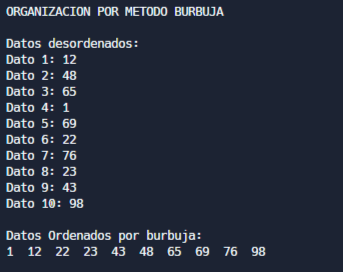 ORGANIZACION POR METODO BURBUJA
Datos desordenados:
Dato 1: 12
Dato 2: 48
Dato 3: 65
Dato 4: 1
Dato 5: 69
Dato 6: 22
Dato 7: 76
Dato 8: 23
Dato 9: 43
Dato 10: 98
Datos Ordenados por burbuja:
1  12  22  23  43  48  65  69  76  98